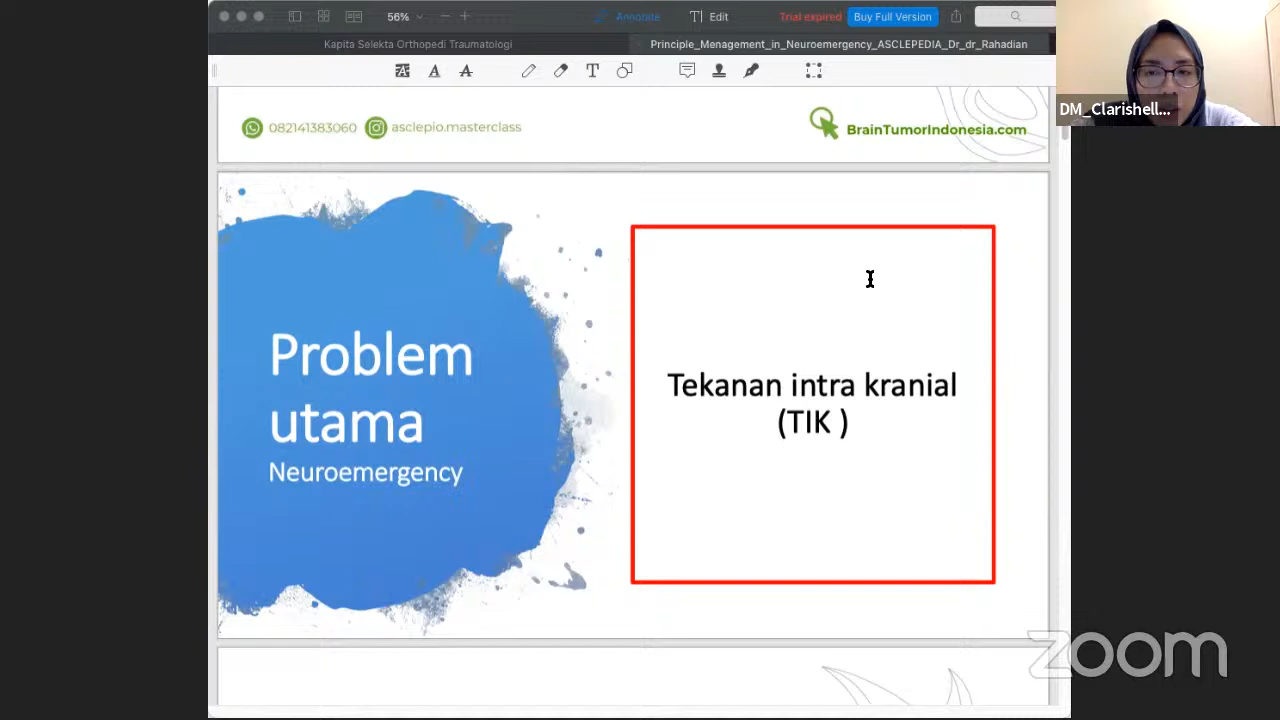 56%
Annotate
T Edit
Trial expired
Buy Full Version
Kapita Selekta Orthopedi Traumatologi
Principle_Menagement_in_Neuroemergency_ASCLEPEDIA_Dr_dr_Rahadian
DM_Clarishell...
082141383060
asclepio.masterclass
BrainTumorIndonesia.com
Problem
utama
Neuroemergency
Tekanan intra kranial
(TIK )
zoom